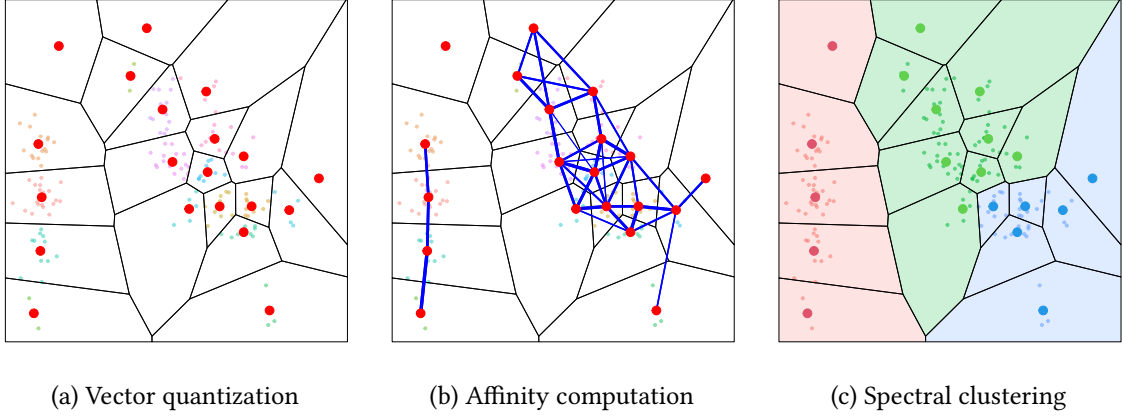 (a) Vector quantization
(b) Affinity computation
(c) Spectral clustering